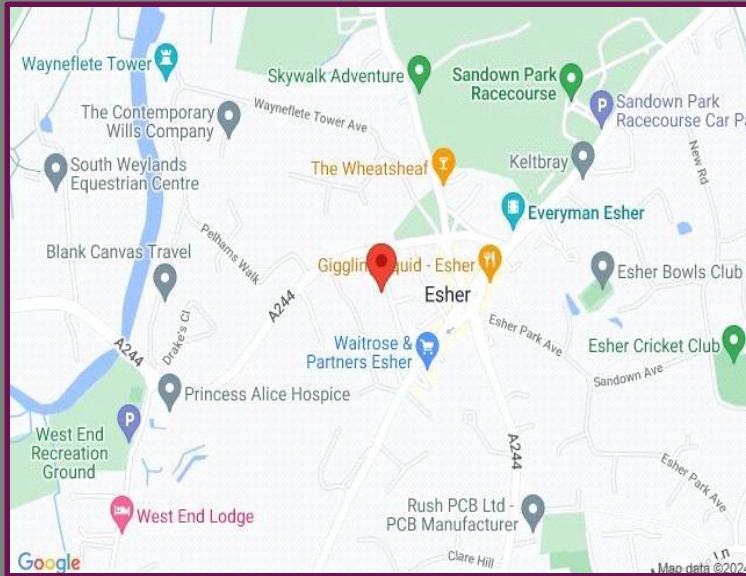 Wayneflete Tower
Skywalk Adventure
Sandown Park
Racecourse
Sandown Park
Racecourse Car Pa
P
The Contemporary
Wills Company
Wayneflete Tower Ave
New Rd
South Weylands
Equestrian Centre
The Wheatsheaf
Keltbray
Everyman Esher
Pelhams Walk
Blank Canvas Travel
Giggling Squid - Esher
Esher Bowls Club
Esher
A244
Drake's Cl
A244
Waitrose &
Partners Esher
Esher Park Ave
Esher Cricket Club
Sandown Ave
Princess Alice Hospice
P
West End
Recreation
Ground
A244
Esher Park Ave
West End Lodge
Rush PCB Ltd -
PCB Manufacturer
Clare Hill
Ln
Google
Map data ©2024